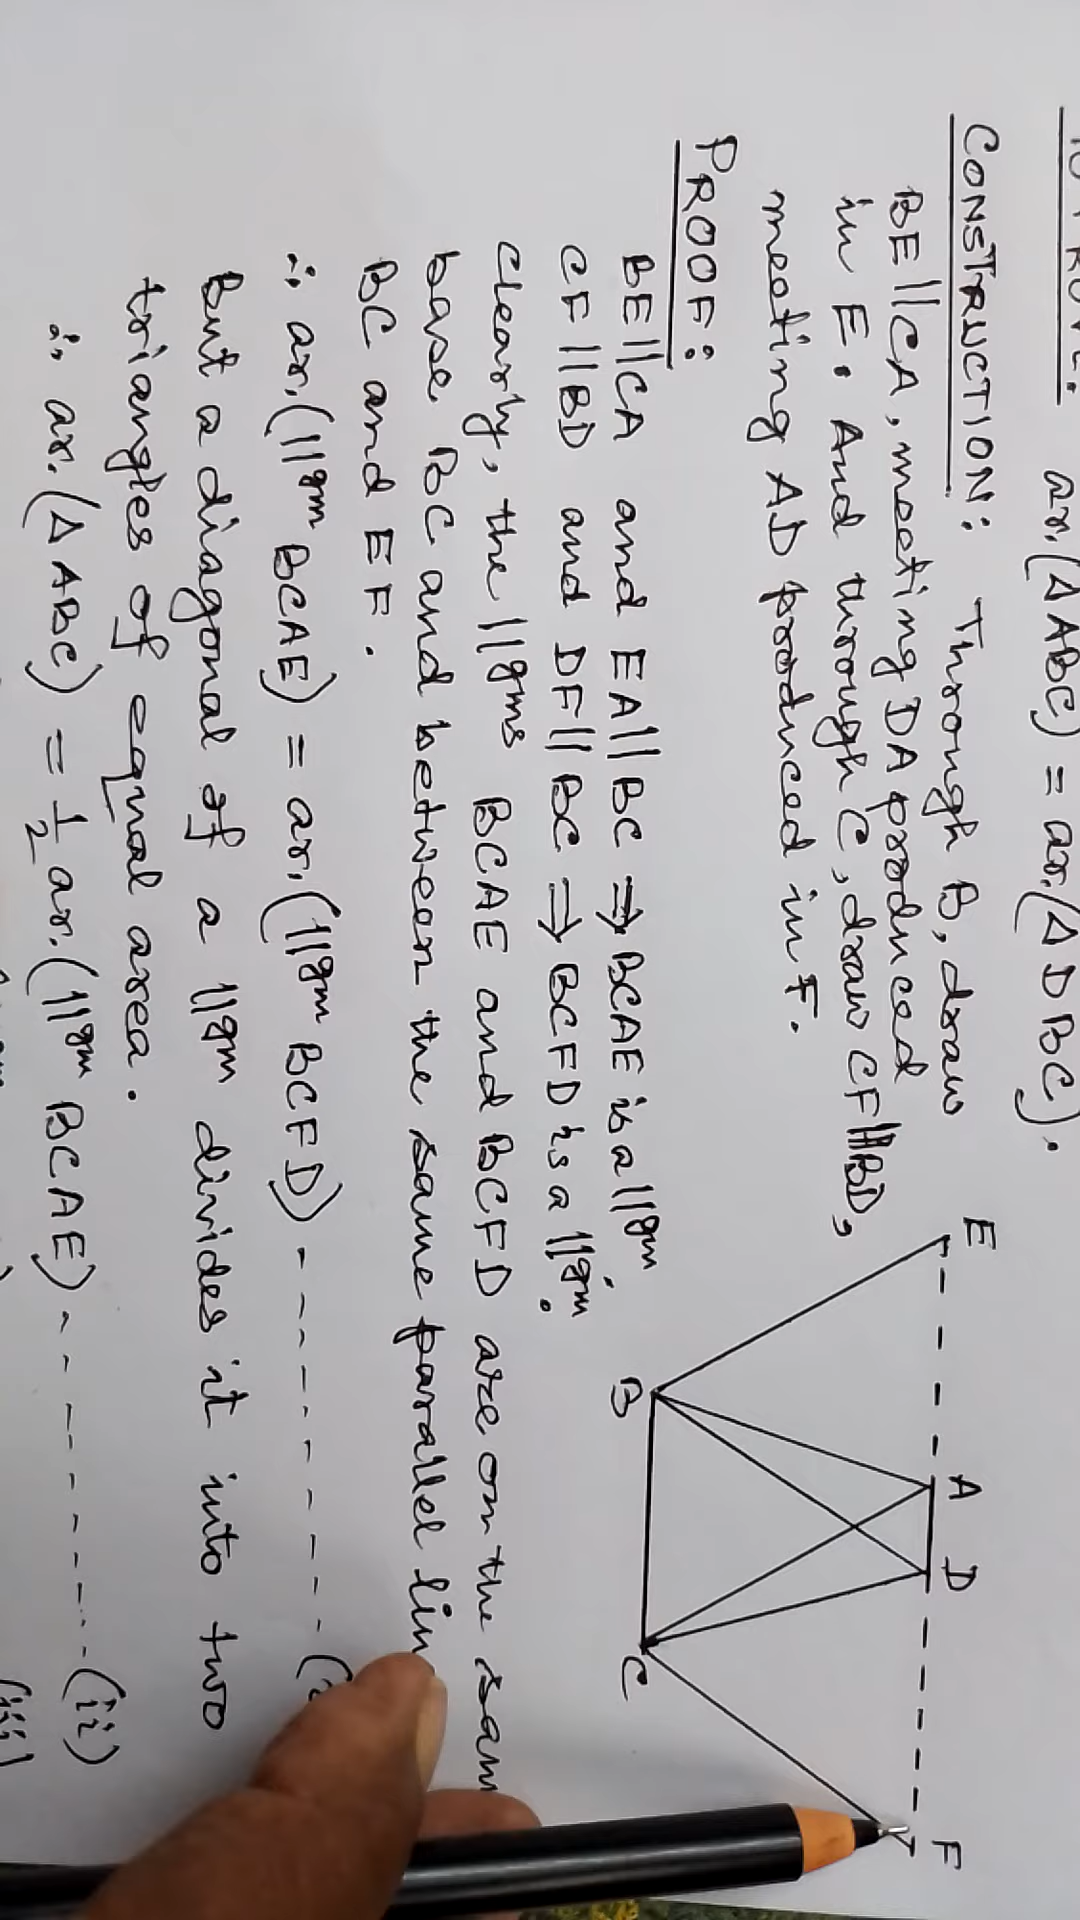 ar.(Δ ABC) = ar.(Δ DBC).
CONSTRUCTION: Through B, draw
BE||CA, meeting DA produced
in E. And through C, draw CF||BD,
meeting AD produced in F.
PROOF:
BE||CA and EA||BC ⇒ BCAE is a ||gm
CF||BD and DF||BC ⇒ BCFD is a ||gm.
Clearly, the ||gms BCAE and BCFD are on the sam
base BC and between the same parallel lin
BC and EF.
∴ ar.(||gm BCAE) = ar.(||gm BCFD) - - - - - - - - - -
But a diagonal of a ||gm divides it into two
triangles of equal area.
∴ ar.(Δ ABC) = 1/2 ar.(||gm BCAE) - - - - - - - - - (ii)
(iii)
E
A
D
F
B
C